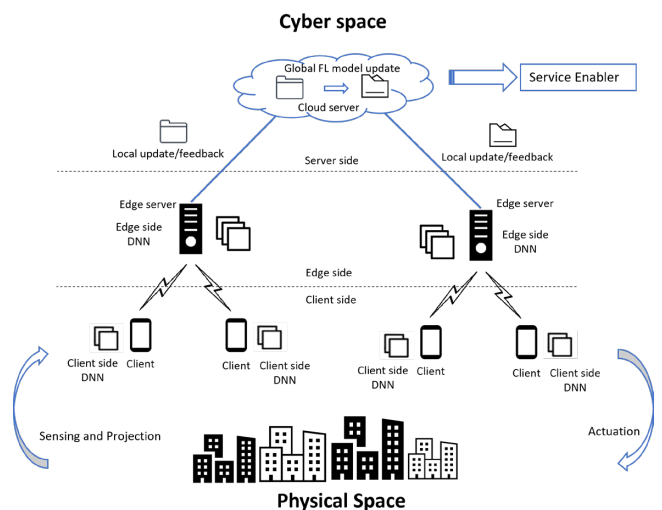 Cyber space
Global FL model update
Cloud server
Service Enabler
Local update/feedback
Local update/feedback
Server side
Edge server
Edge side
DNN
Edge server
Edge side
DNN
Edge side
Client side
Client side
DNN
Client
Client
Client side
DNN
Client side
DNN
Client
Client
Client side
DNN
Sensing and Projection
Actuation
Physical Space